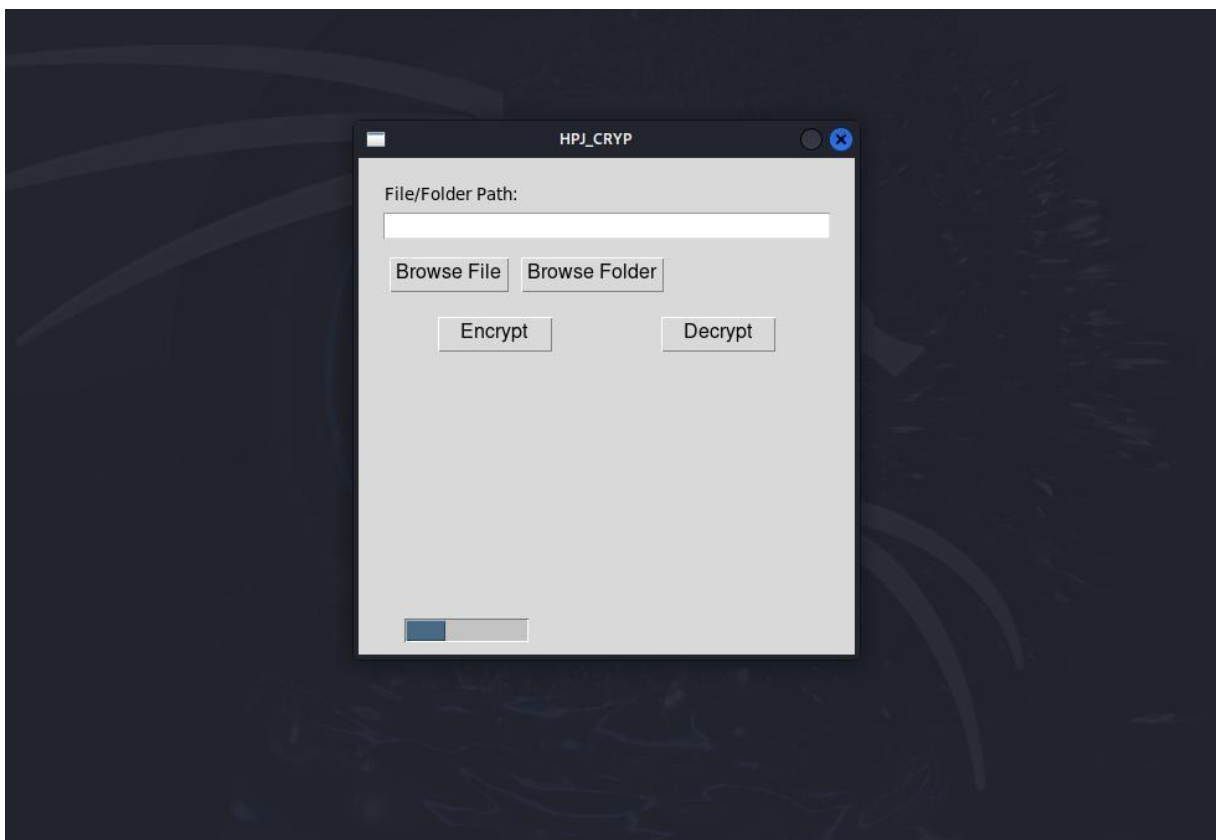 HPJ_CRYP
File/Folder Path:
Browse File Browse Folder
Encrypt Decrypt